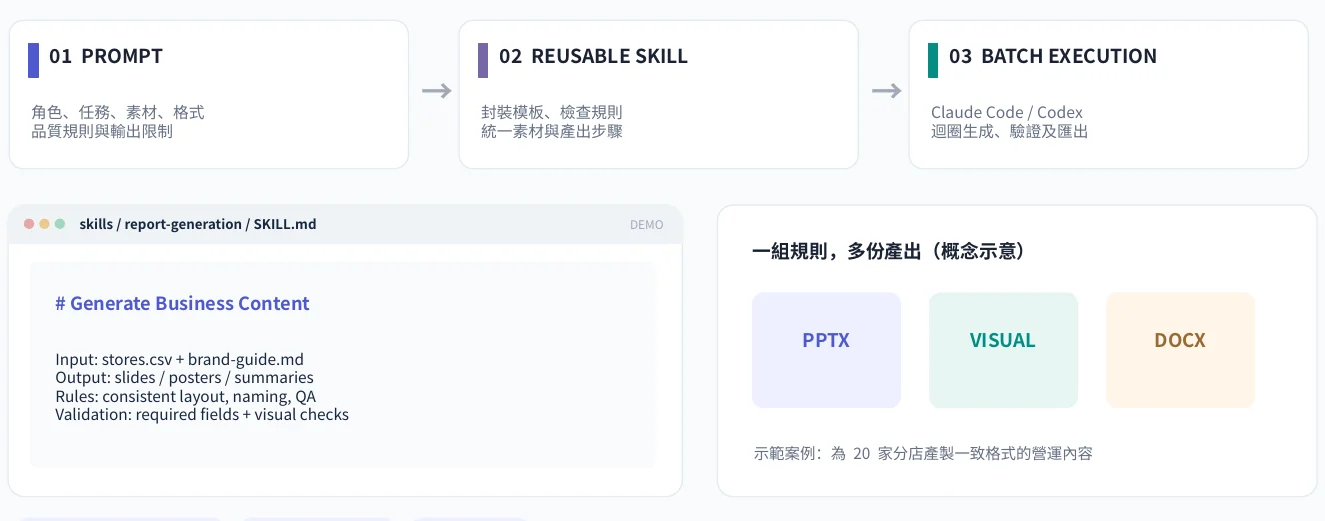 01 PROMPT
角色、任務、素材、格式
品質規則與輸出限制
02 REUSABLE SKILL
封裝模板、檢查規則
統一素材與產出步驟
03 BATCH EXECUTION
Claude Code / Codex
迴圈生成、驗證及匯出
skills / report-generation / SKILL.md
DEMO
# Generate Business Content
Input: stores.csv + brand-guide.md
Output: slides / posters / summaries
Rules: consistent layout, naming, QA
Validation: required fields + visual checks
一組規則，多份產出（概念示意）
PPTX
VISUAL
DOCX
示範案例：為 20 家分店產製一致格式的營運內容